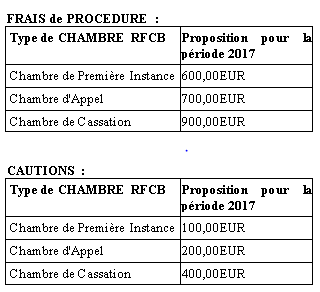 FRAIS de PROCEDURE :
Type de CHAMBRE RFCB Proposition pour la
période 2017
Chambre de Première Instance 600,00EUR
Chambre d'Appel 700,00EUR
Chambre de Cassation 900,00EUR
CAUTIONS :
Type de CHAMBRE RFCB Proposition pour la
période 2017
Chambre de Première Instance 100,00EUR
Chambre d'Appel 200,00EUR
Chambre de Cassation 400,00EUR